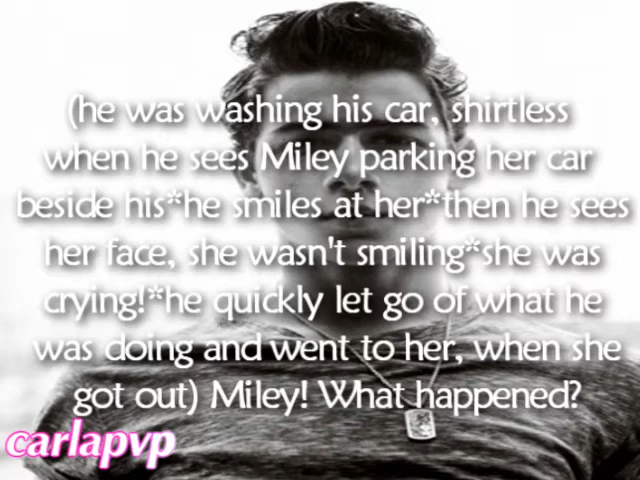 (he was washing his car, shirtless
when he sees Miley parking her car
beside his*he smiles at her*then he sees
her face, she wasn't smiling*she was
crying!*he quickly let go of what he
was doing and went to her, when she
got out) Miley! What happened?
carlapvp